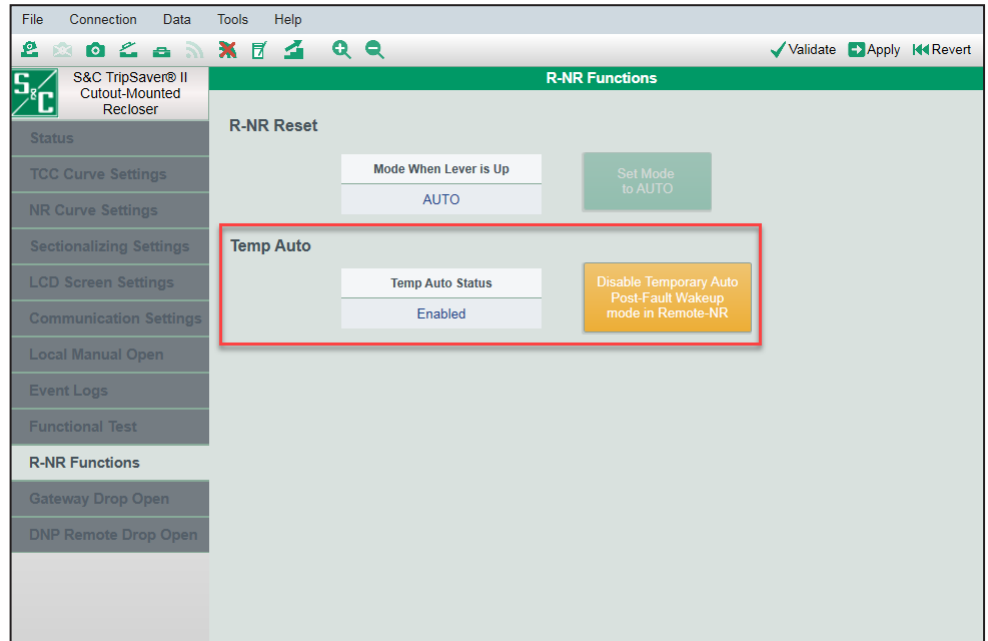 File Connection Data Tools Help
Validate Apply Revert
S&C
S&C TripSaver® II
Cutout-Mounted
Recloser
R-NR Functions
Status
TCC Curve Settings
NR Curve Settings
Sectionalizing Settings
LCD Screen Settings
Communication Settings
Local Manual Open
Event Logs
Functional Test
R-NR Functions
Gateway Drop Open
DNP Remote Drop Open
R-NR Reset
Mode When Lever is Up
AUTO
Set Mode
to AUTO
Temp Auto
Temp Auto Status
Enabled
Disable Temporary Auto
Post-Fault Wakeup
mode in Remote-NR